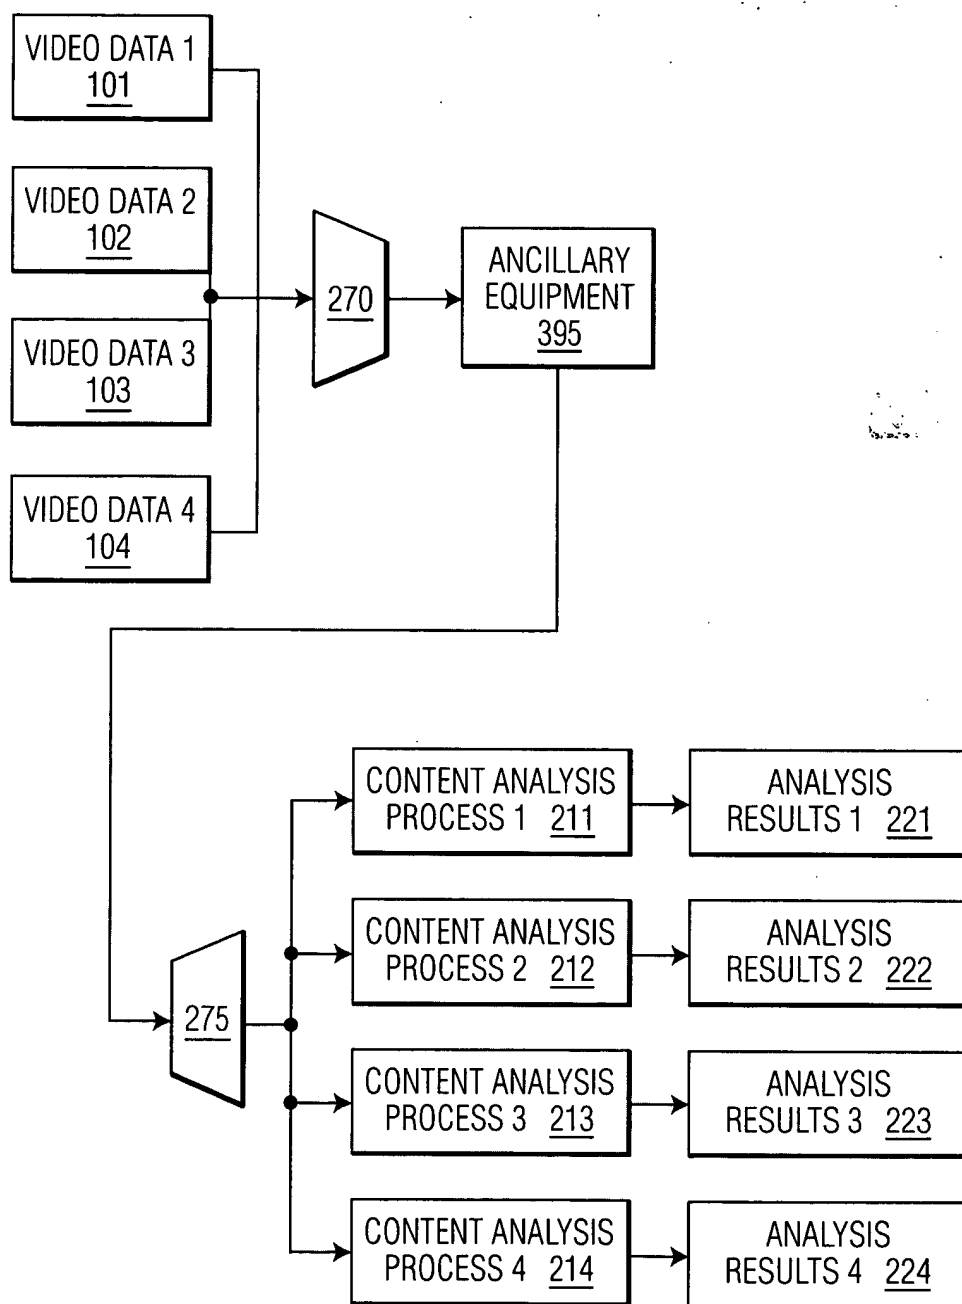 VIDEO DATA 1
101
VIDEO DATA 2
102
VIDEO DATA 3
103
VIDEO DATA 4
104
270
ANCILLARY
EQUIPMENT
395
275
CONTENT ANALYSIS
PROCESS 1 211
ANALYSIS
RESULTS 1 221
CONTENT ANALYSIS
PROCESS 2 212
ANALYSIS
RESULTS 2 222
CONTENT ANALYSIS
PROCESS 3 213
ANALYSIS
RESULTS 3 223
CONTENT ANALYSIS
PROCESS 4 214
ANALYSIS
RESULTS 4 224